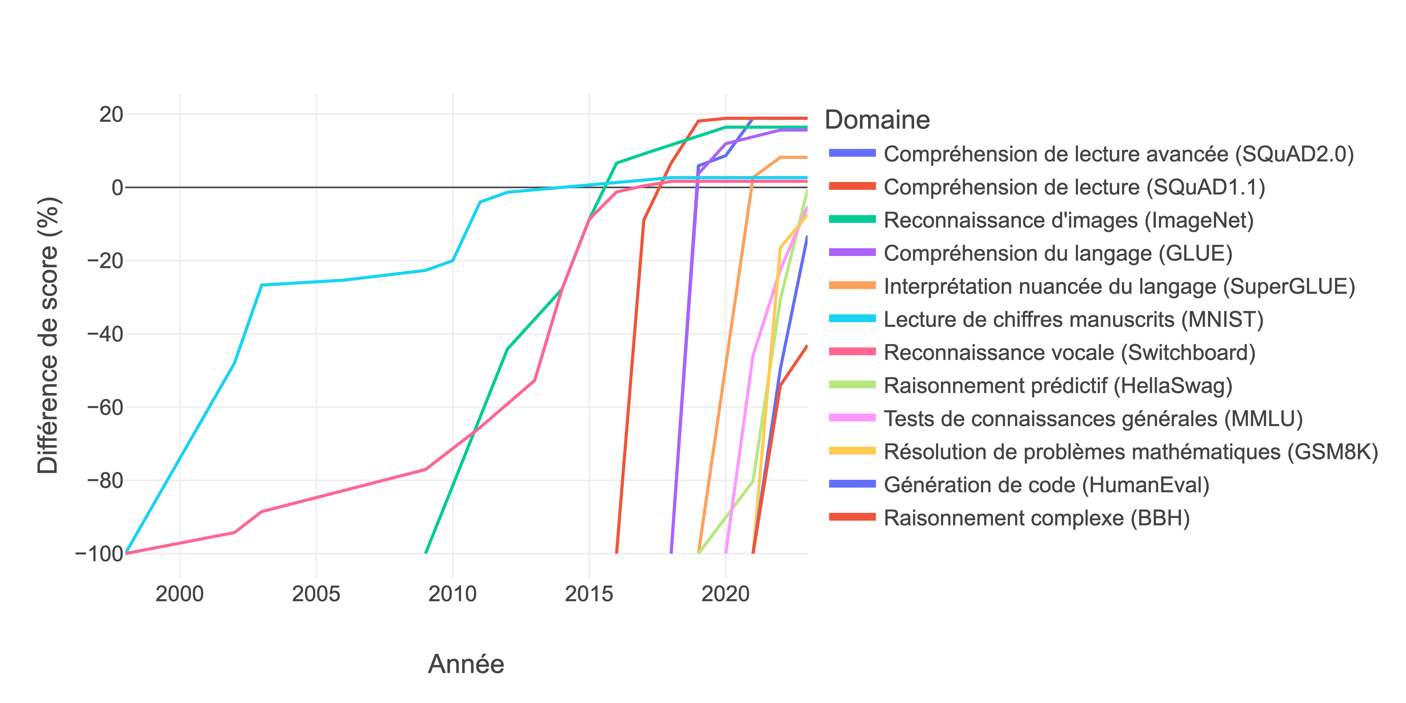 Différence de score (%)
20
0
−20
−40
−60
−80
−100
2000
2005
2010
2015
2020
Année
Domaine
Compréhension de lecture avancée (SQuAD2.0)
Compréhension de lecture (SQuAD1.1)
Reconnaissance d'images (ImageNet)
Compréhension du langage (GLUE)
Interprétation nuancée du langage (SuperGLUE)
Lecture de chiffres manuscrits (MNIST)
Reconnaissance vocale (Switchboard)
Raisonnement prédictif (HellaSwag)
Tests de connaissances générales (MMLU)
Résolution de problèmes mathématiques (GSM8K)
Génération de code (HumanEval)
Raisonnement complexe (BBH)